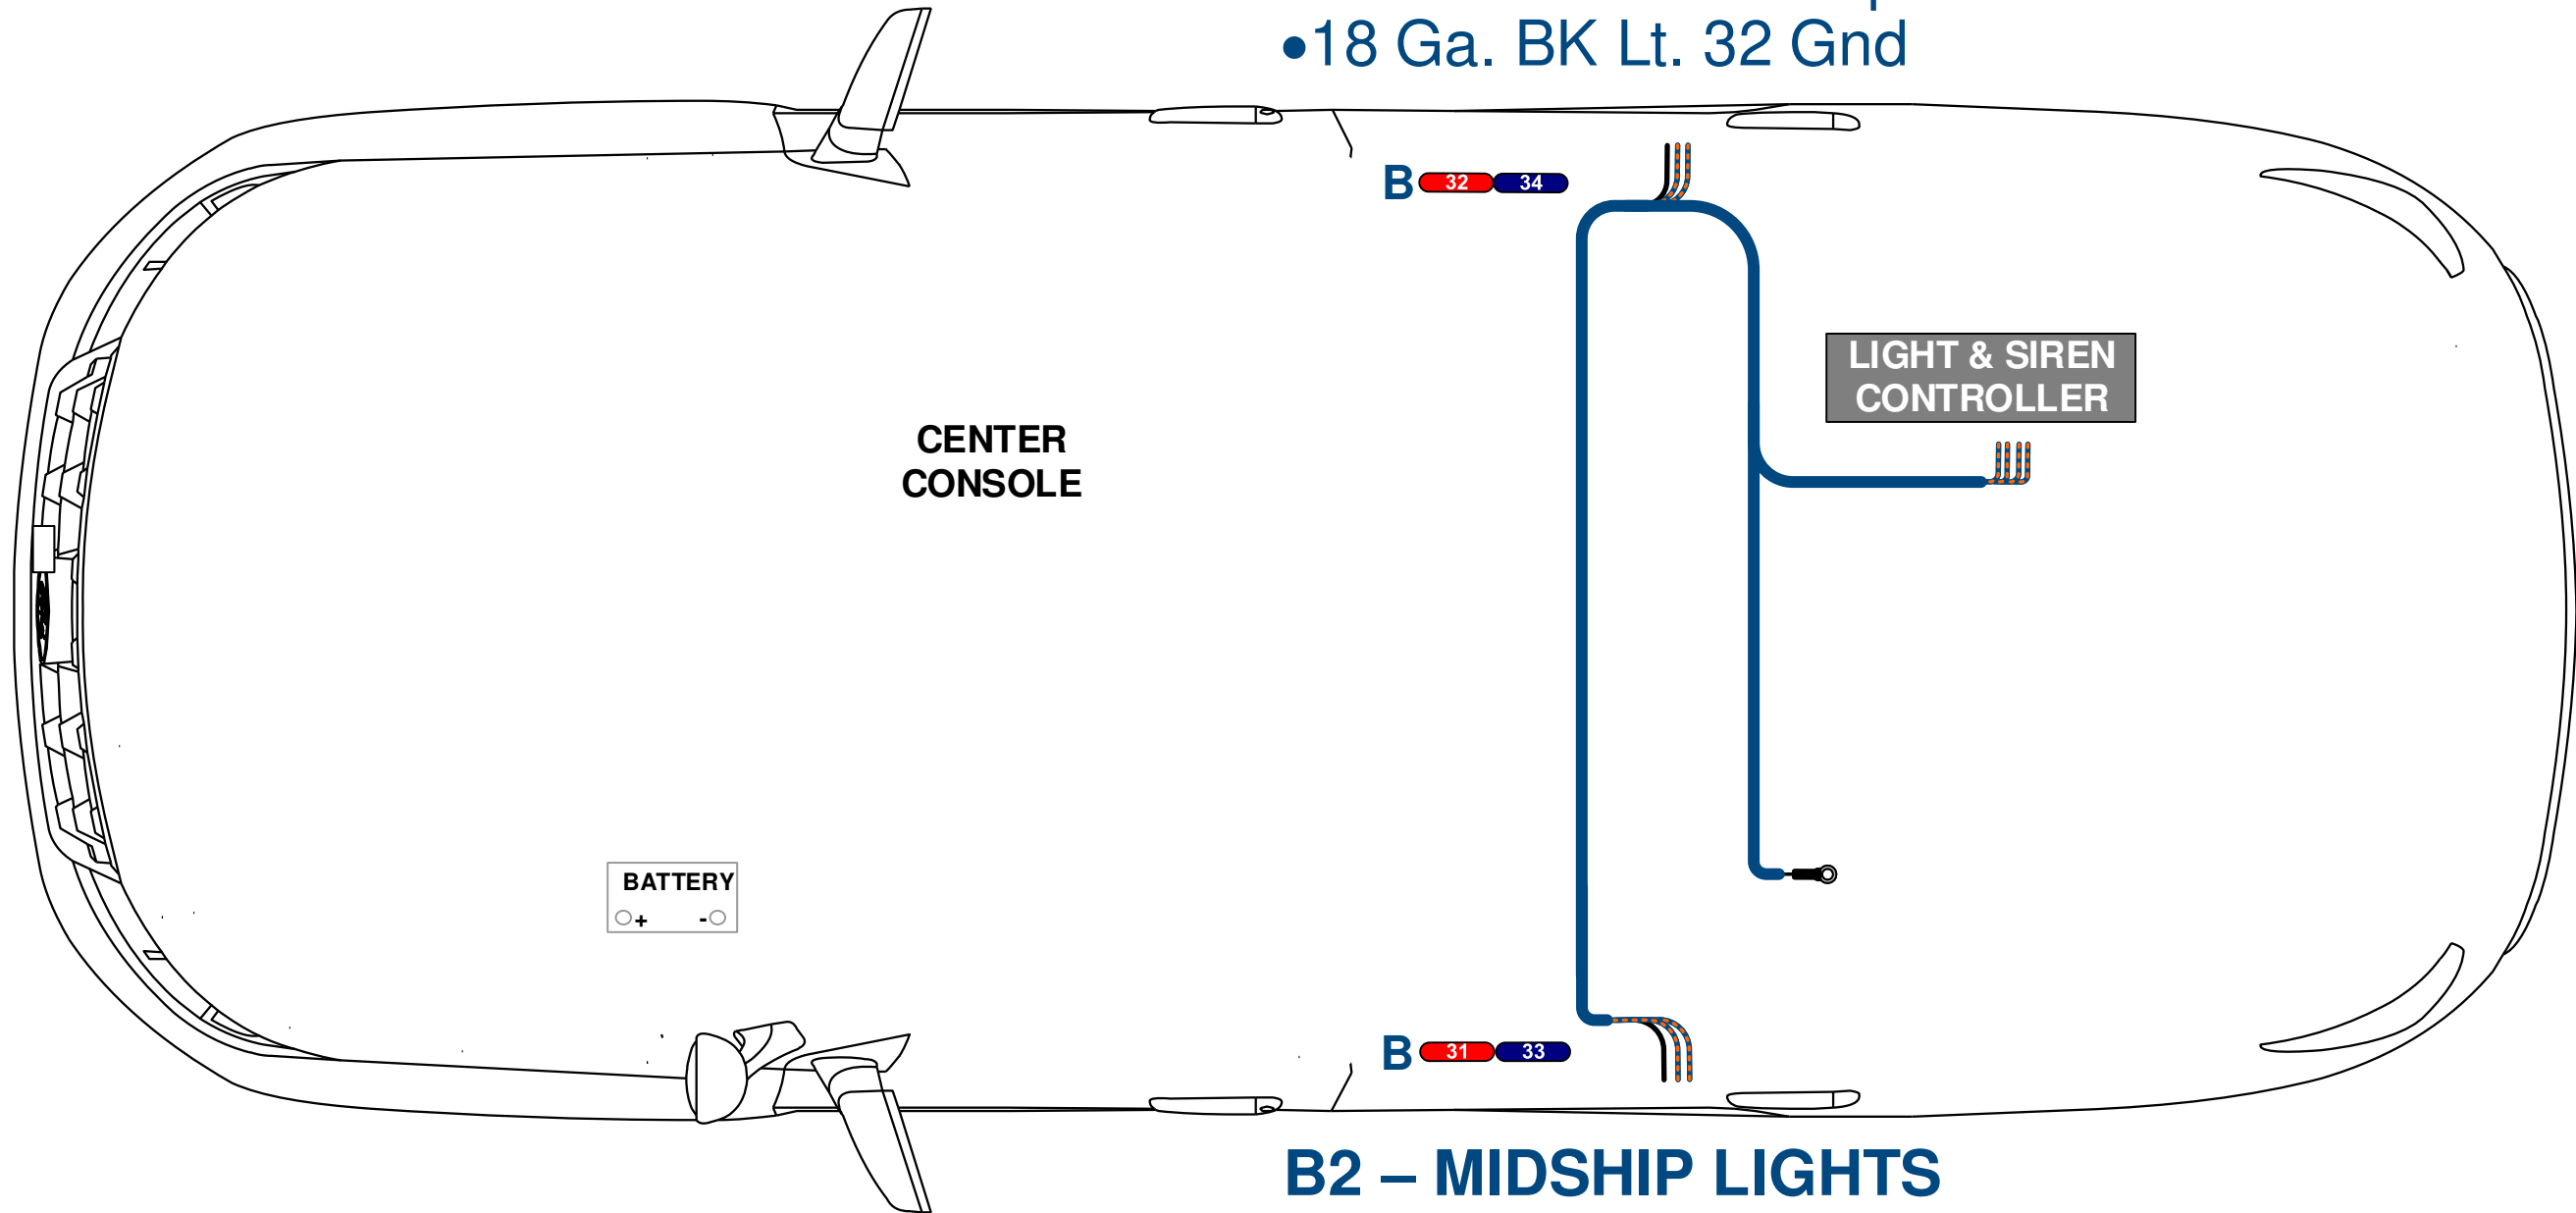 •18 Ga. BK Lt. 32 Gnd
B 32 34
LIGHT & SIREN
CONTROLLER
CENTER
CONSOLE
BATTERY
+ -
B 31 33
B2 – MIDSHIP LIGHTS